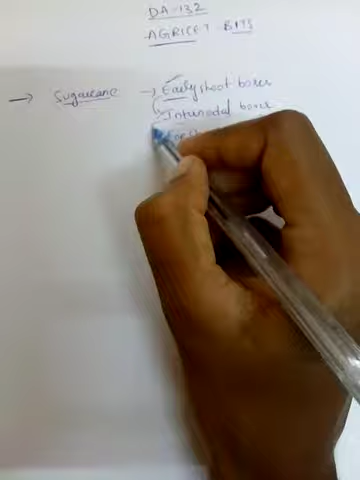 DA-132
AGRICET BITS
→ Sugarcane → Early shoot borer
Internodal borer